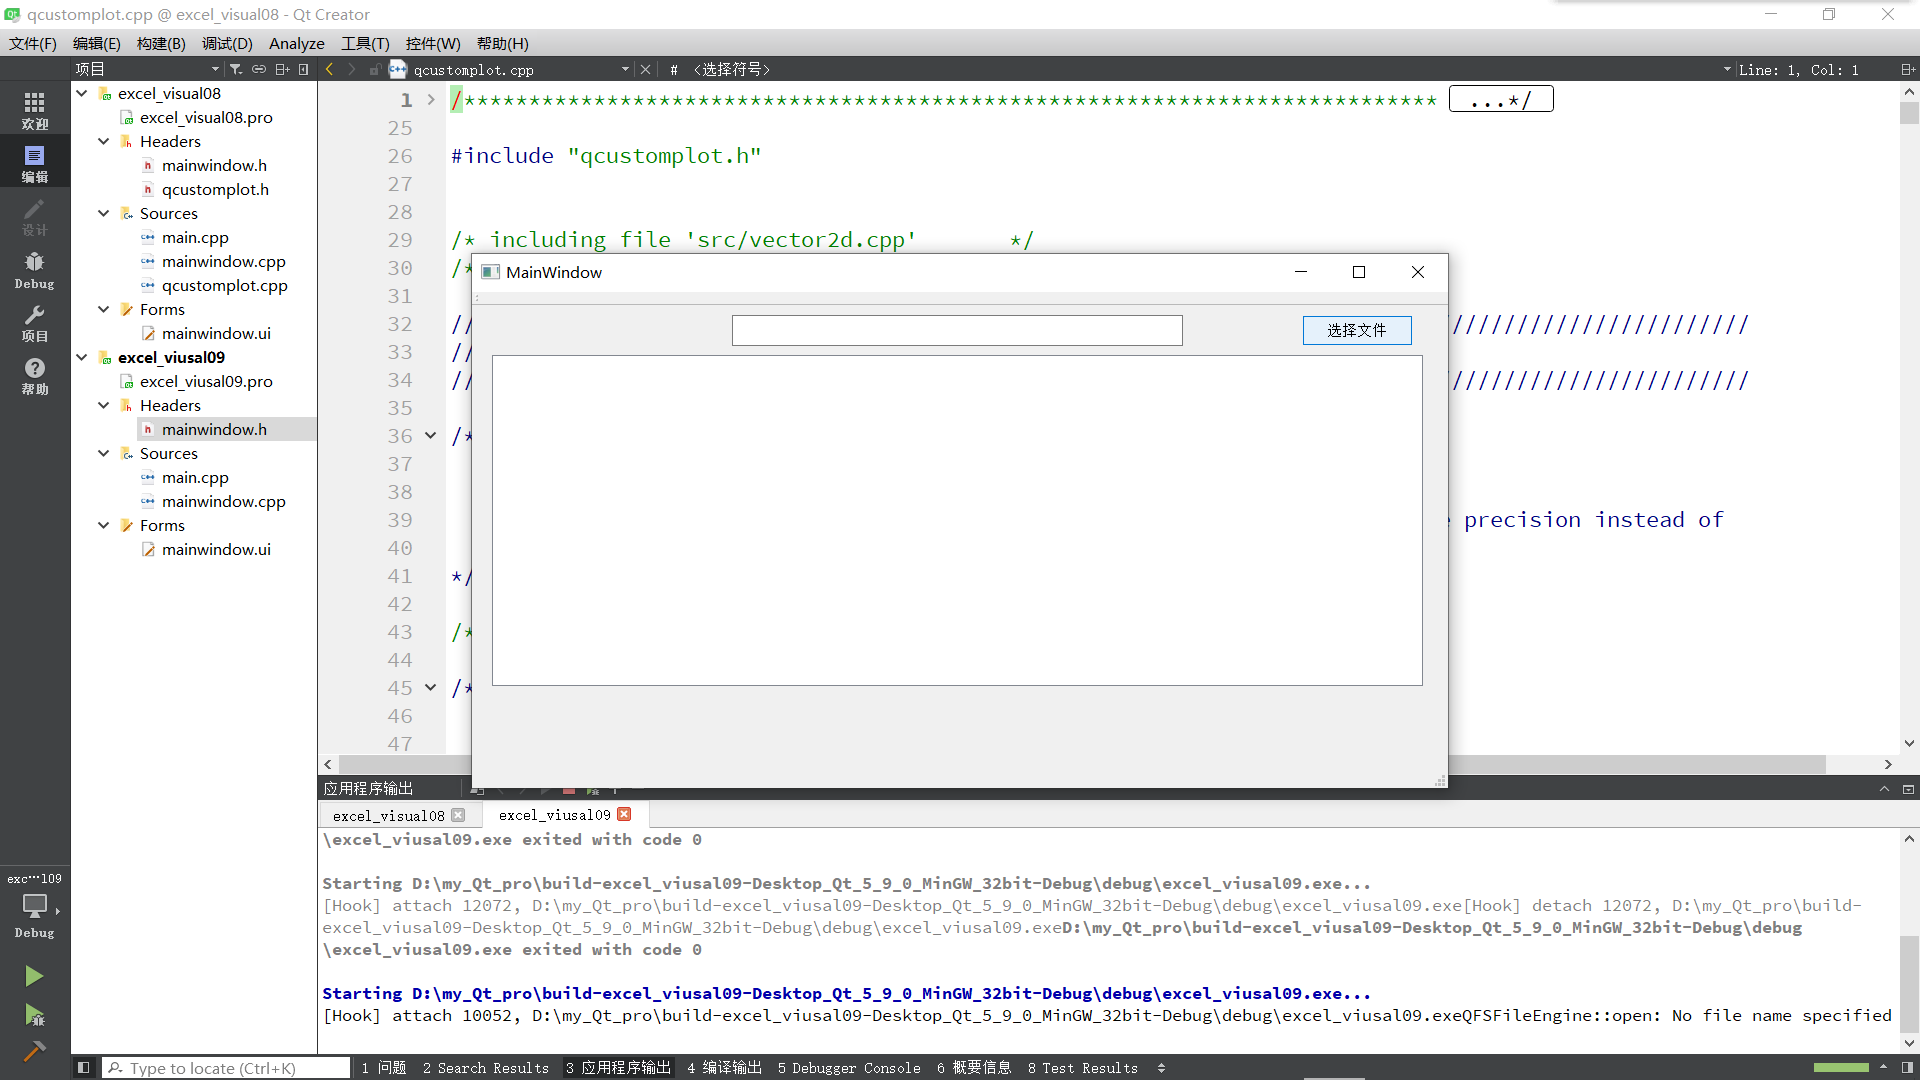 qcustomplot.cpp @ excel_visual08 - Qt Creator
文件(F) 编辑(E) 构建(B) 调试(D) Analyze 工具(T) 控件(W) 帮助(H)
项目
qcustomplot.cpp # <选择符号> Line: 1, Col: 1
欢迎
编辑
设计
Debug
项目
帮助
exc···l09
Debug
excel_visual08
excel_visual08.pro
Headers
mainwindow.h
qcustomplot.h
Sources
main.cpp
mainwindow.cpp
qcustomplot.cpp
Forms
mainwindow.ui
excel_viusal09
excel_viusal09.pro
Headers
mainwindow.h
Sources
main.cpp
mainwindow.cpp
Forms
mainwindow.ui
1 /*************************************************************************** ...*/
25
26 #include "qcustomplot.h"
27
28
29 /* including file 'src/vector2d.cpp' */
30 /*
31
32 // ///////////////////////
33 //
34 // ///////////////////////
35
36 /*
37
38
39 precision instead of
40
41 */
42
43 /*
44
45 /*
46
47
MainWindow
选择文件
应用程序输出
excel_visual08 excel_viusal09
\excel_viusal09.exe exited with code 0
Starting D:\my_Qt_pro\build-excel_viusal09-Desktop_Qt_5_9_0_MinGW_32bit-Debug\debug\excel_viusal09.exe...
[Hook] attach 12072, D:\my_Qt_pro\build-excel_viusal09-Desktop_Qt_5_9_0_MinGW_32bit-Debug\debug\excel_viusal09.exe[Hook] detach 12072, D:\my_Qt_pro\build-
excel_viusal09-Desktop_Qt_5_9_0_MinGW_32bit-Debug\debug\excel_viusal09.exeD:\my_Qt_pro\build-excel_viusal09-Desktop_Qt_5_9_0_MinGW_32bit-Debug\debug
\excel_viusal09.exe exited with code 0
Starting D:\my_Qt_pro\build-excel_viusal09-Desktop_Qt_5_9_0_MinGW_32bit-Debug\debug\excel_viusal09.exe...
[Hook] attach 10052, D:\my_Qt_pro\build-excel_viusal09-Desktop_Qt_5_9_0_MinGW_32bit-Debug\debug\excel_viusal09.exeQFSFileEngine::open: No file name specified
Type to locate (Ctrl+K) 1 问题 2 Search Results 3 应用程序输出 4 编译输出 5 Debugger Console 6 概要信息 8 Test Results